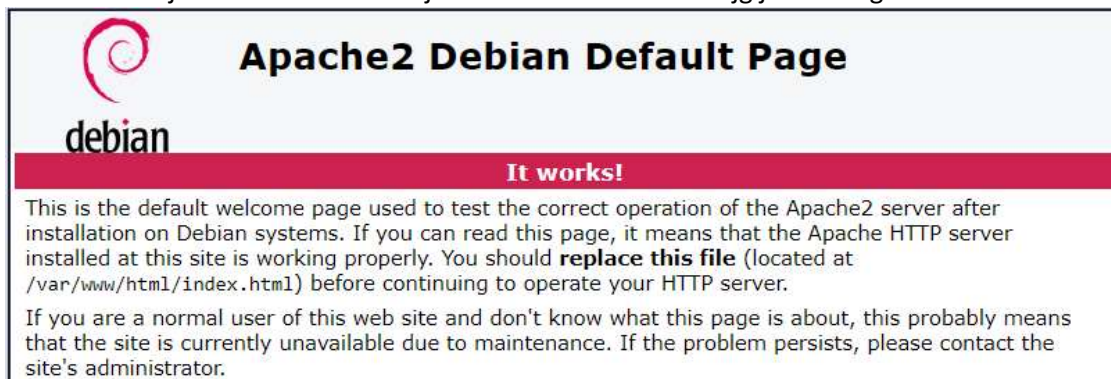 Apache2 Debian Default Page
debian
It works!
This is the default welcome page used to test the correct operation of the Apache2 server after
installation on Debian systems. If you can read this page, it means that the Apache HTTP server
installed at this site is working properly. You should replace this file (located at
/var/www/html/index.html) before continuing to operate your HTTP server.
If you are a normal user of this web site and don't know what this page is about, this probably means
that the site is currently unavailable due to maintenance. If the problem persists, please contact the
site's administrator.